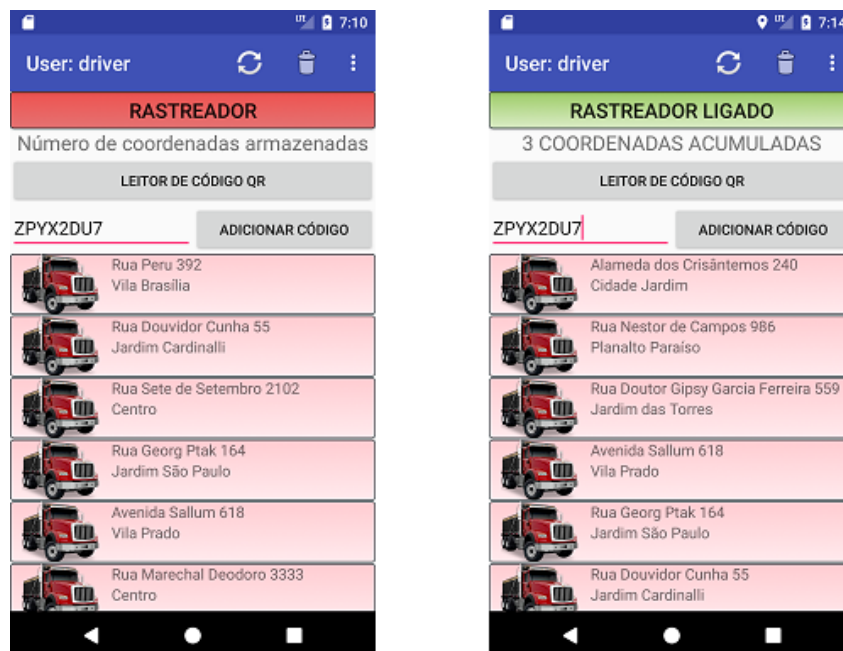 7:10
User: driver
RASTREADOR
Número de coordenadas armazenadas
LEITOR DE CÓDIGO QR
ZPYX2DU7
ADICIONAR CÓDIGO
Rua Peru 392
Vila Brasília
Rua Douvidor Cunha 55
Jardim Cardinalli
Rua Sete de Setembro 2102
Centro
Rua Georg Ptak 164
Jardim São Paulo
Avenida Sallum 618
Vila Prado
Rua Marechal Deodoro 3333
Centro
7:14
User: driver
RASTREADOR LIGADO
3 COORDENADAS ACUMULADAS
LEITOR DE CÓDIGO QR
ZPYX2DU7
ADICIONAR CÓDIGO
Alameda dos Crisântemos 240
Cidade Jardim
Rua Nestor de Campos 986
Planalto Paraíso
Rua Doutor Gipsy Garcia Ferreira 559
Jardim das Torres
Avenida Sallum 618
Vila Prado
Rua Georg Ptak 164
Jardim São Paulo
Rua Douvidor Cunha 55
Jardim Cardinalli